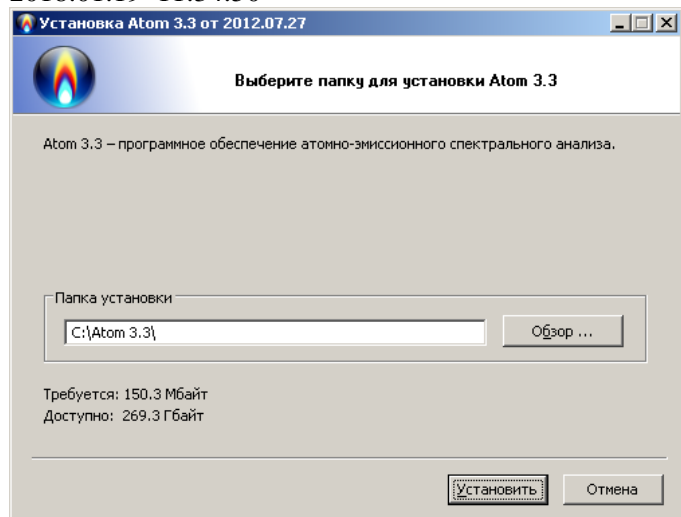 Установка Atom 3.3 от 2012.07.27
Выберите папку для установки Atom 3.3
Atom 3.3 – программное обеспечение атомно-эмиссионного спектрального анализа.
Папка установки
C:\Atom 3.3\
Обзор ...
Требуется: 150.3 Мбайт
Доступно: 269.3 Гбайт
Установить
Отмена